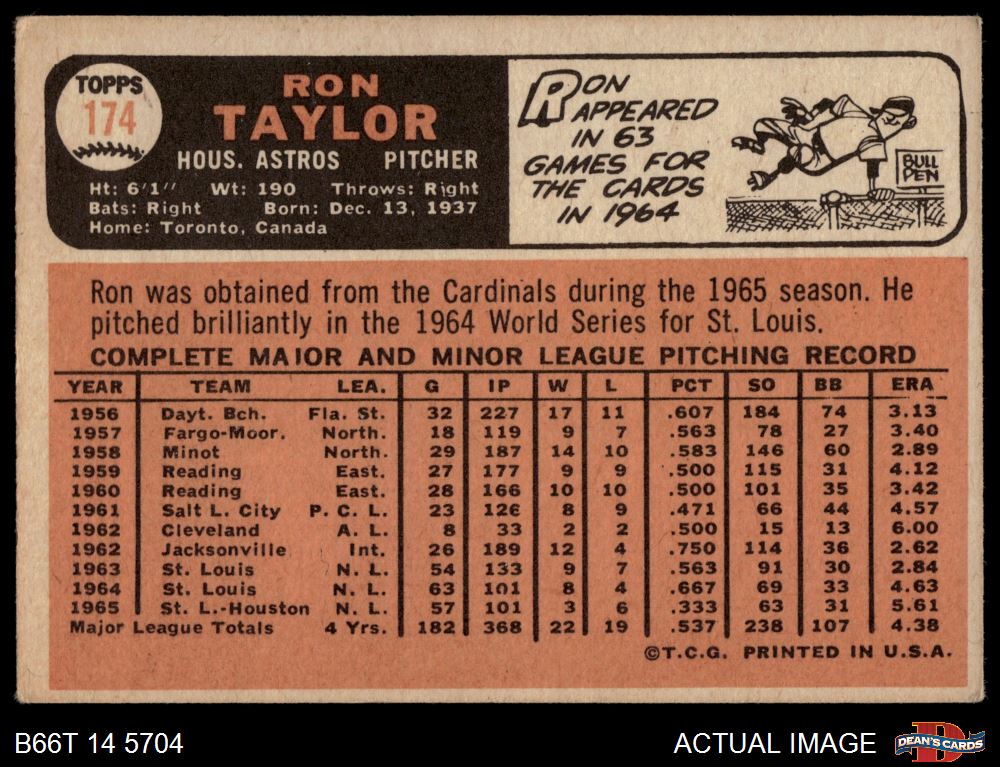 TOPPS
174
RON
TAYLOR
HOUS. ASTROS PITCHER
Ht: 6'1" Wt: 190 Throws: Right
Bats: Right Born: Dec. 13, 1937
Home: Toronto, Canada
RON
APPEARED
IN 63
GAMES FOR
THE CARDS
IN 1964
BULL
PEN
Ron was obtained from the Cardinals during the 1965 season. He
pitched brilliantly in the 1964 World Series for St. Louis.
COMPLETE MAJOR AND MINOR LEAGUE PITCHING RECORD
YEAR TEAM LEA. G IP W L PCT SO BB ERA
1956 Dayt. Bch. Fla. St. 32 227 17 11 .607 184 74 3.13
1957 Fargo-Moor. North. 18 119 9 7 .563 78 27 3.40
1958 Minot North. 29 187 14 10 .583 146 60 2.89
1959 Reading East. 27 177 9 9 .500 115 31 4.12
1960 Reading East. 28 166 10 10 .500 101 35 3.42
1961 Salt L. City P. C. L. 23 126 8 9 .471 66 44 4.57
1962 Cleveland A. L. 8 33 2 2 .500 15 13 6.00
1962 Jacksonville Int. 26 189 12 4 .750 114 36 2.62
1963 St. Louis N. L. 54 133 9 7 .563 91 30 2.84
1964 St. Louis N. L. 63 101 8 4 .667 69 33 4.63
1965 St. L.-Houston N. L. 57 101 3 6 .333 63 31 5.61
Major League Totals 4 Yrs. 182 368 22 19 .537 238 107 4.38
©T.C.G. PRINTED IN U.S.A.
B66T 14 5704 ACTUAL IMAGE
D
DEAN'S CARDS